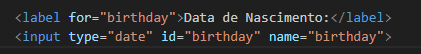 <label for="birthday">Data de Nascimento:</label>
<input type="date" id="birthday" name="birthday">